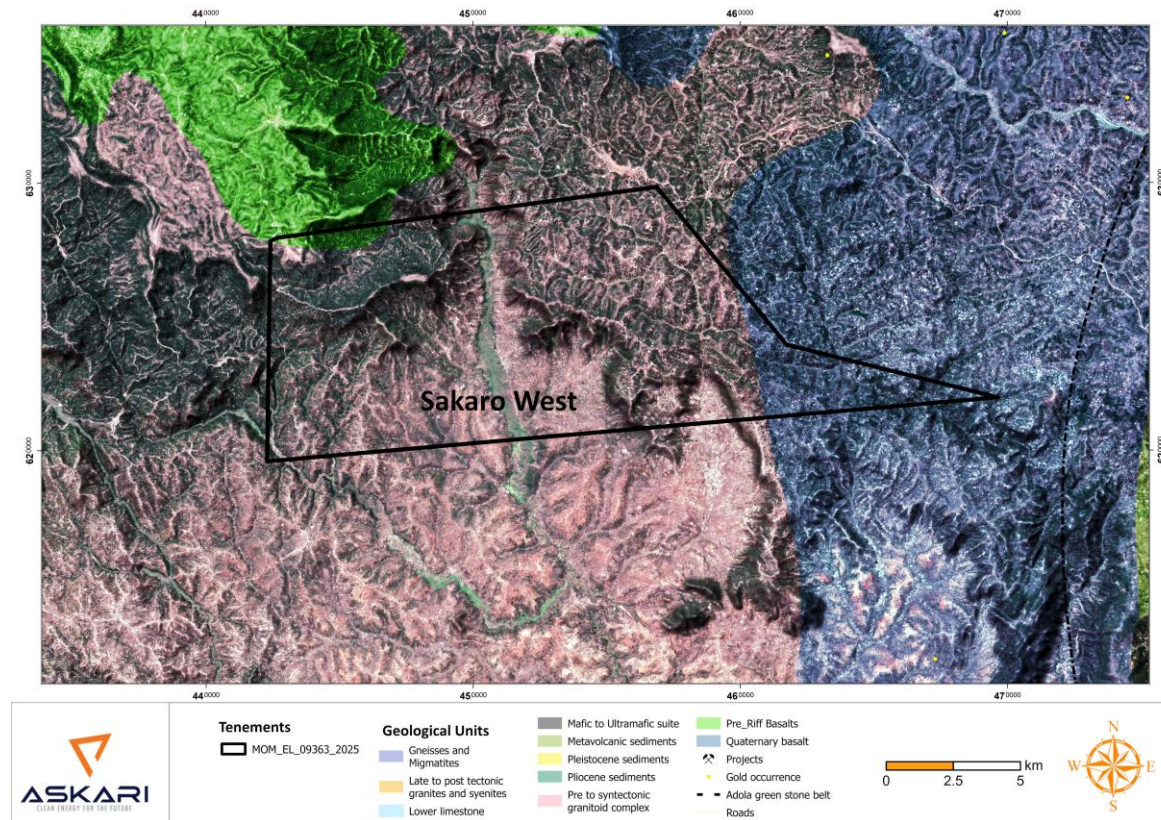 44⁰⁰⁰⁰ 45⁰⁰⁰⁰ 46⁰⁰⁰⁰ 47⁰⁰⁰⁰
63⁰⁰⁰⁰ 63⁰⁰⁰⁰
Sakaro West
62⁰⁰⁰⁰ 62⁰⁰⁰⁰
44⁰⁰⁰⁰ 45⁰⁰⁰⁰ 46⁰⁰⁰⁰ 47⁰⁰⁰⁰
ASKARI
CLEAN ENERGY FOR THE FUTURE
Tenements
MOM_EL_09363_2025
Geological Units
Gneisses and
Migmatites
Late to post tectonic
granites and syenites
Lower limestone
Mafic to Ultramafic suite
Metavolcanic sediments
Pleistocene sediments
Pliocene sediments
Pre to syntectonic
granitoid complex
Pre_Riff Basalts
Quaternary basalt
Projects
Gold occurrence
Adola green stone belt
Roads
km
0 2.5 5
N
W E
S